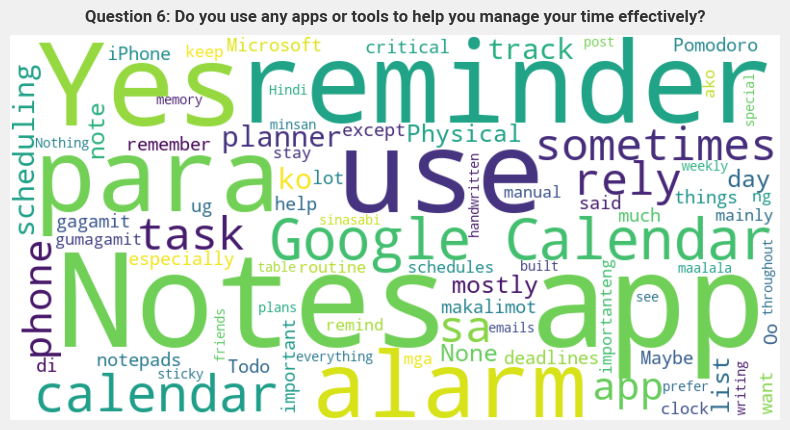 Question 6: Do you use any apps or tools to help you manage your time effectively?
Yes iPhone keep Microsoft critical track post Pomodoro
reminder
scheduling note memory Hindi ako special
Nothing remember planner minsan except Physical sometimes
para stay use rely weekly
ko lot manual said things day ng
ug help handwritten much mainly
gagamit gumagamit task sinasabi Google Calendar
phone especially table routine schedules built maalala throughout
Notes app
plans mostly see
makalimot importanteng
friends remind sa emails Oo
di notepads Todo important everything None deadlines Maybe list
sticky mga prefer writing want
calendar alarm app clock